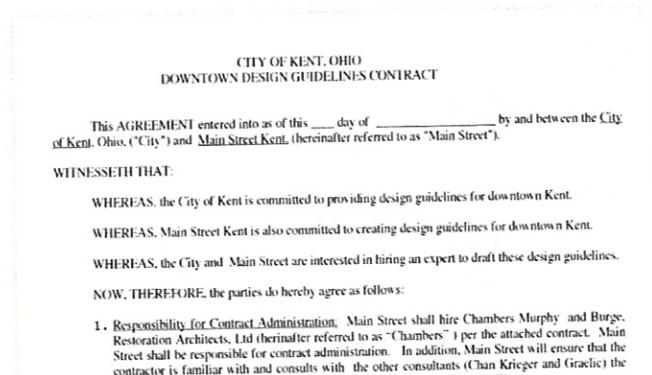 CITY OF KENT, OHIO
DOWNTOWN DESIGN GUIDELINES CONTRACT
This AGREEMENT entered into as of this ____ day of ____________________ by and between the City
of Kent, Ohio, ("City") and Main Street Kent, (hereinafter referred to as "Main Street").
WITNESSETH THAT:
WHEREAS, the City of Kent is committed to providing design guidelines for downtown Kent.
WHEREAS, Main Street Kent is also committed to creating design guidelines for downtown Kent.
WHEREAS, the City and Main Street are interested in hiring an expert to draft these design guidelines.
NOW, THEREFORE, the parties do hereby agree as follows:
1. Responsibility for Contract Administration: Main Street shall hire Chambers Murphy and Burge,
Restoration Architects, Ltd (herinafter referred to as "Chambers" ) per the attached contract. Main
Street shall be responsible for contract administration. In addition, Main Street will ensure that the
contractor is familiar with and consults with the other consultants (Chan Krieger and Graelic) the